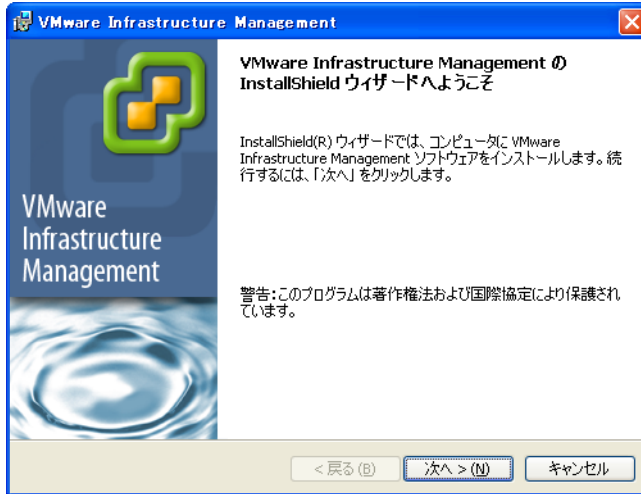 VMware Infrastructure Management
VMware Infrastructure Management の
InstallShield ウィザードへようこそ
InstallShield(R) ウィザードでは、コンピュータに VMware
Infrastructure Management ソフトウェアをインストールします。続
行するには、「次へ」をクリックします。
VMware
Infrastructure
Management
警告:このプログラムは著作権法および国際協定により保護され
ています。
< 戻る(B)
次へ > (N)
キャンセル